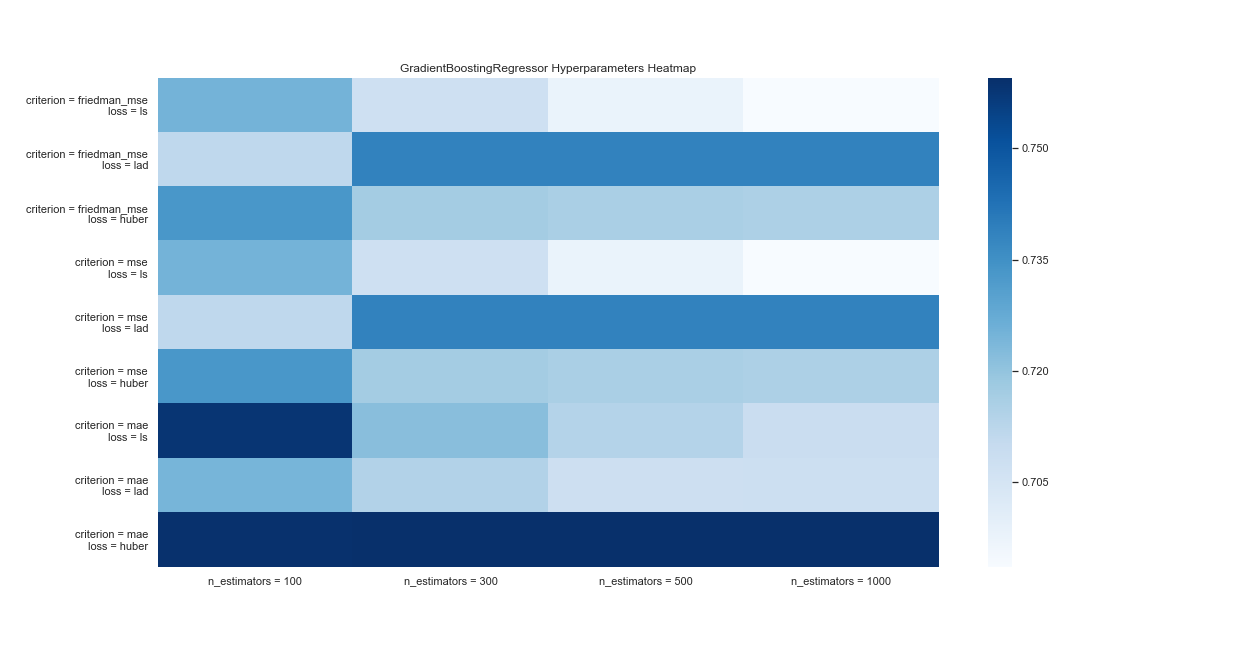 GradientBoostingRegressor Hyperparameters Heatmap
criterion = friedman_mse
loss = ls
criterion = friedman_mse
loss = lad
criterion = friedman_mse
loss = huber
criterion = mse
loss = ls
criterion = mse
loss = lad
criterion = mse
loss = huber
criterion = mae
loss = ls
criterion = mae
loss = lad
criterion = mae
loss = huber
n_estimators = 100
n_estimators = 300
n_estimators = 500
n_estimators = 1000
0.750
0.735
0.720
0.705